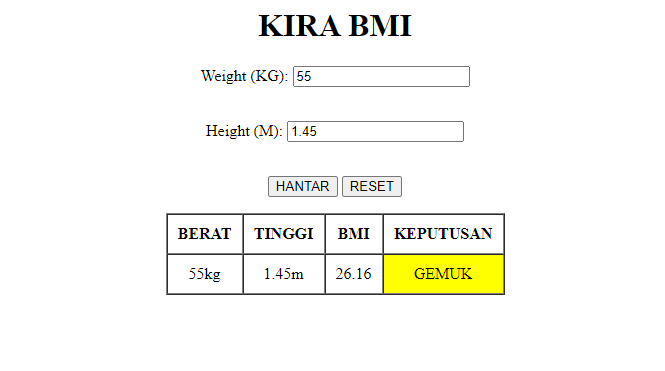 KIRA BMI
Weight (KG): 55
Height (M): 1.45
HANTAR RESET
BERAT TINGGI BMI KEPUTUSAN
55kg 1.45m 26.16 GEMUK